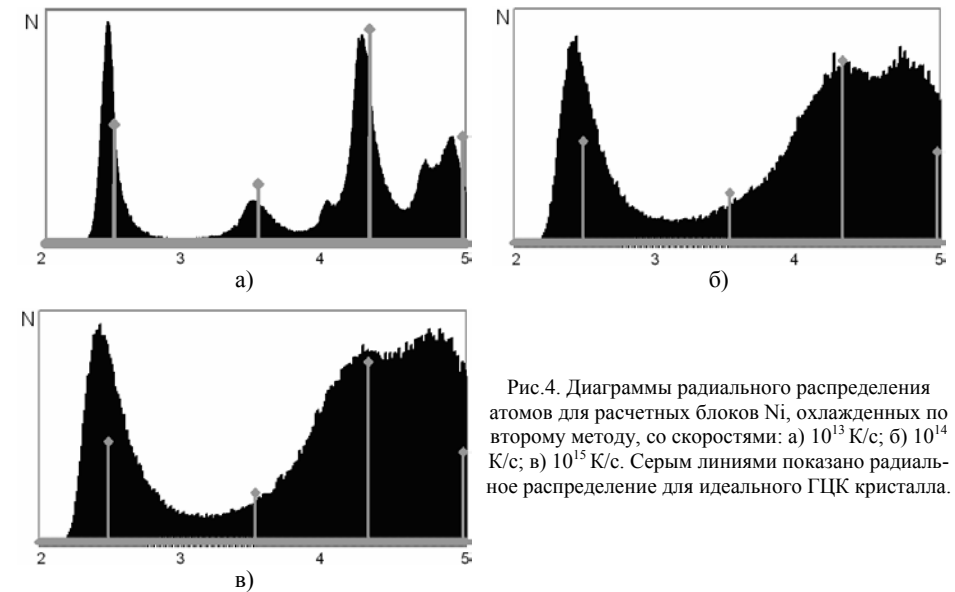 N
2 3 4 5
а)
N
2 3 4 5
б)
N
2 3 4 5
в)
Рис.4. Диаграммы радиального распределения
атомов для расчетных блоков Ni, охлажденных по
второму методу, со скоростями: а) 10¹³ К/с; б) 10¹⁴
К/с; в) 10¹⁵ К/с. Серым линиями показано радиаль-
ное распределение для идеального ГЦК кристалла.